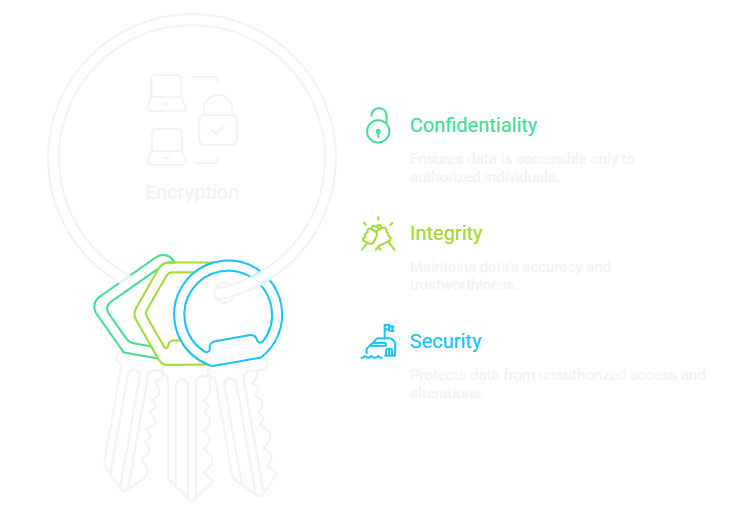 Encryption
Confidentiality
Ensures data is accessible only to
authorized individuals.
Integrity
Maintains data's accuracy and
trustworthiness.
Security
Protects data from unauthorized access and
alterations.